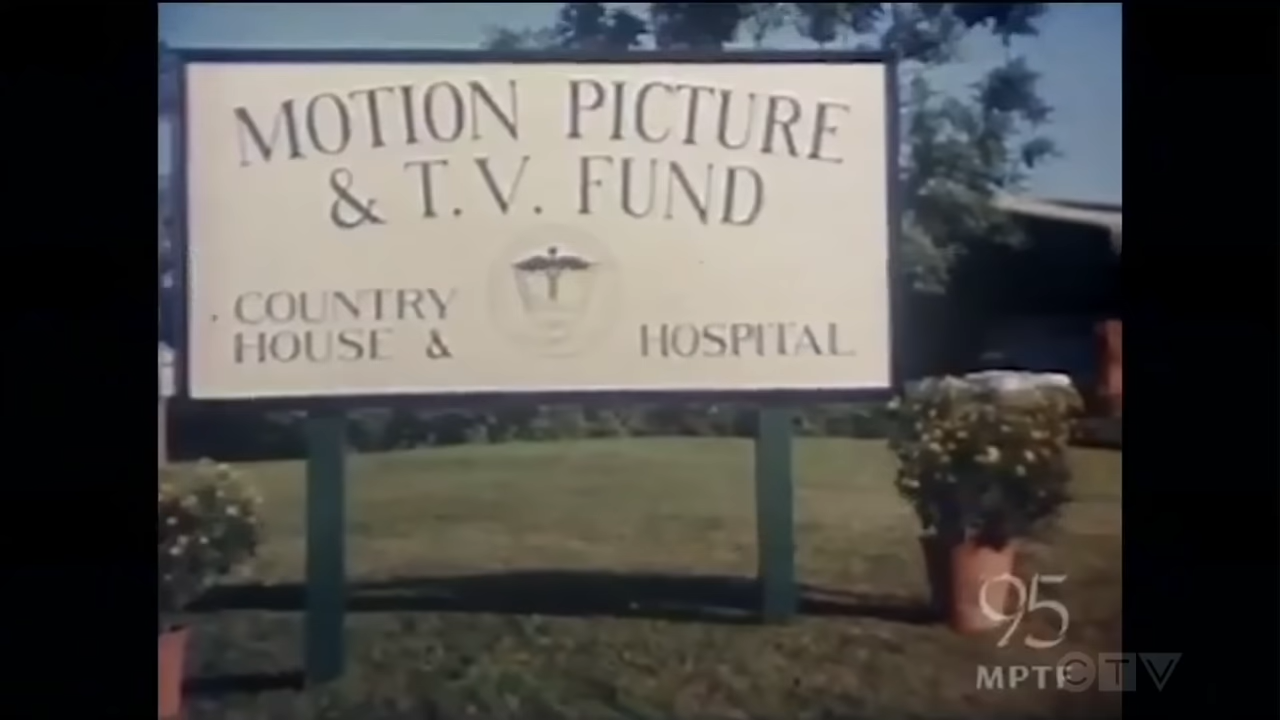 MOTION PICTURE
& T.V. FUND
COUNTRY
HOUSE &
HOSPITAL
95
MPTF
CTV